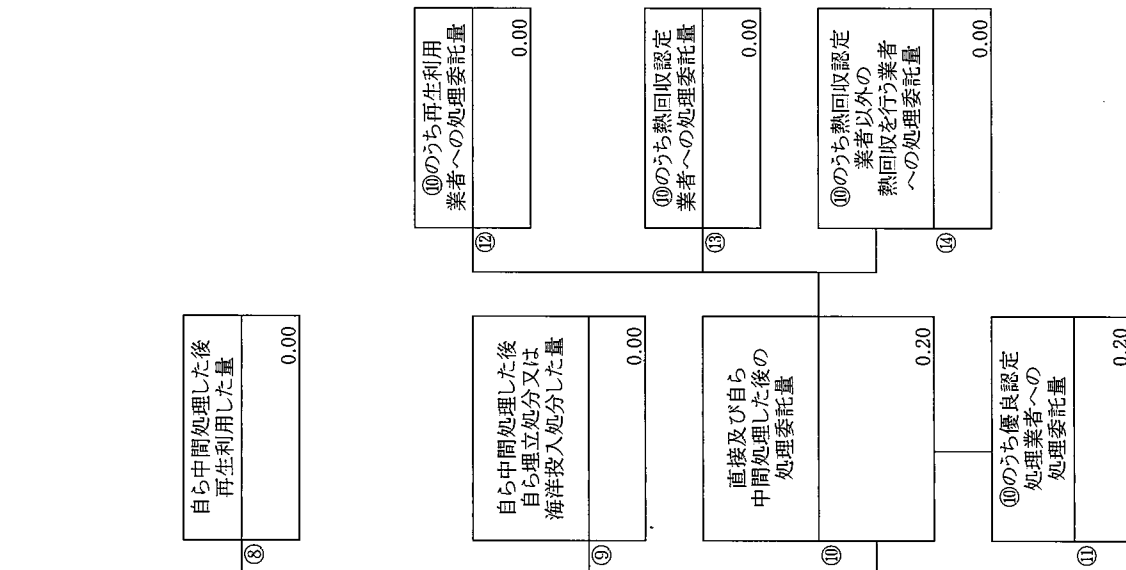 自ら中間処理した後
再生利用した量
0.00
⑧
自ら中間処理した後
自ら埋立処分又は
海洋投入処分した量
0.00
⑨
直接及び自ら
中間処理した後の
処理委託量
0.20
⑩
⑩のうち優良認定
処理業者への
処理委託量
0.20
⑪
⑩のうち再生利用
業者への処理委託量
0.00
⑫
⑩のうち熱回収認定
業者への処理委託量
0.00
⑬
⑩のうち熱回収認定
業者以外の
熱回収を行う業者
への処理委託量
0.00
⑭